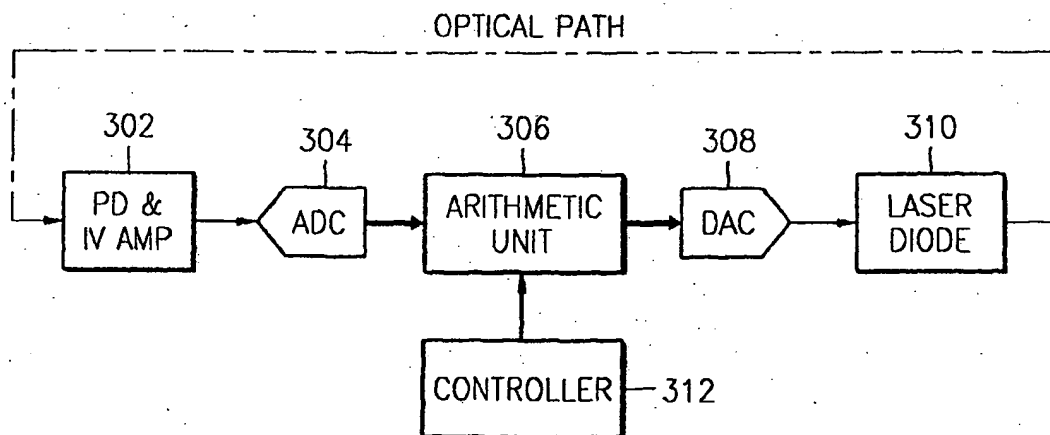 OPTICAL PATH
302
304
306
308
310
PD &
IV AMP
ADC
ARITHMETIC
UNIT
DAC
LASER
DIODE
CONTROLLER
312